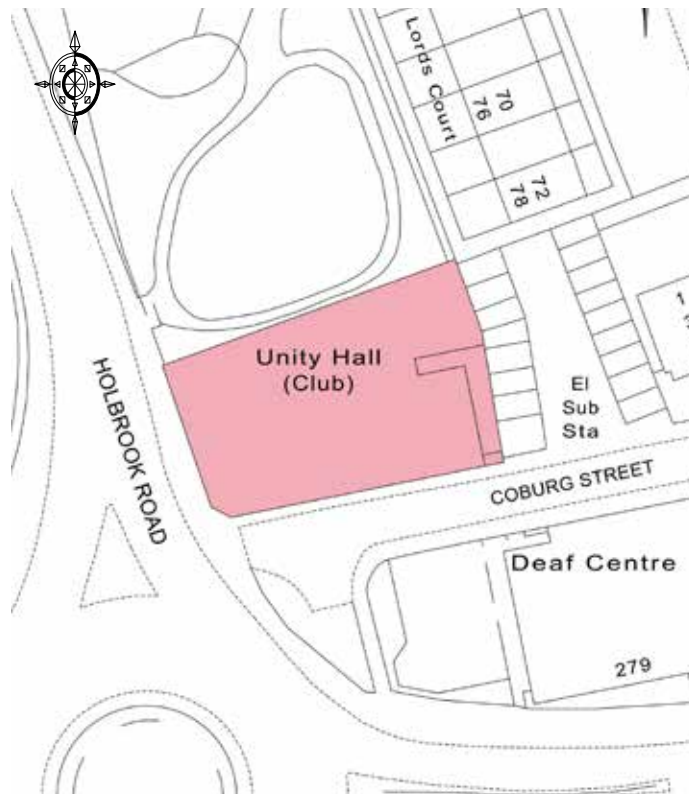 Lords Court
70
76
72
78
Unity Hall
(Club)
HOLBROOK ROAD
El
Sub
Sta
COBURG STREET
Deaf Centre
279